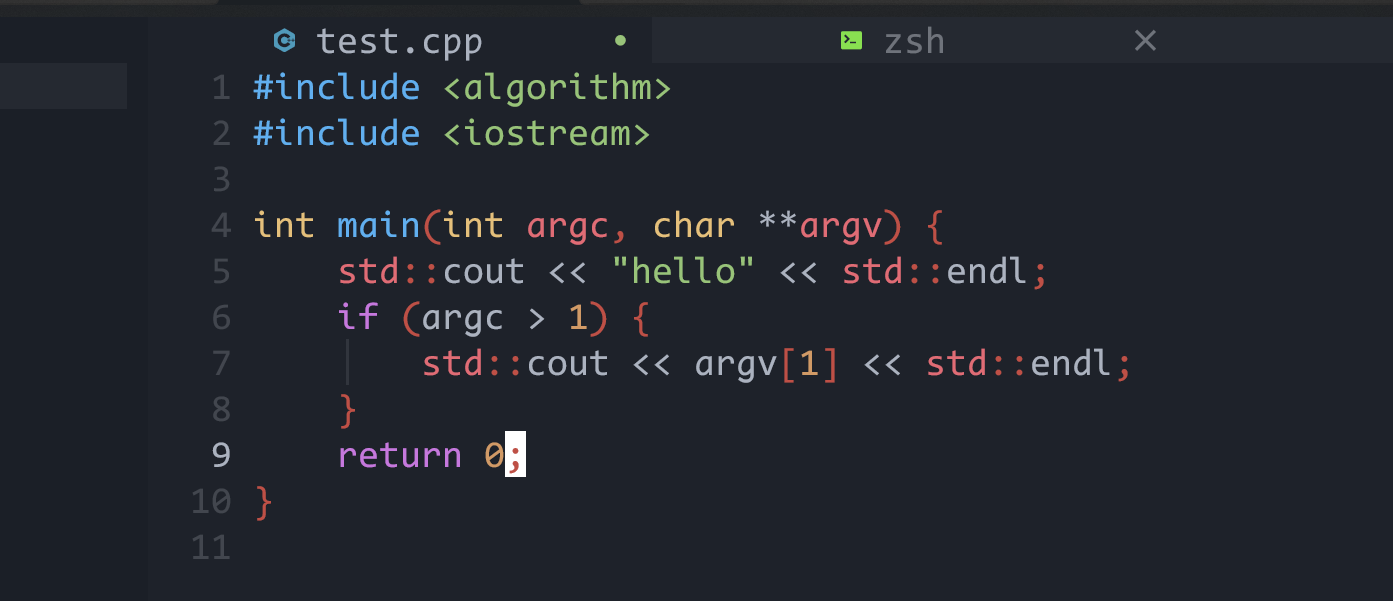 test.cpp zsh
1 #include <algorithm>
2 #include <iostream>
3
4 int main(int argc, char **argv) {
5     std::cout << "hello" << std::endl;
6     if (argc > 1) {
7         std::cout << argv[1] << std::endl;
8     }
9     return 0;
10 }
11